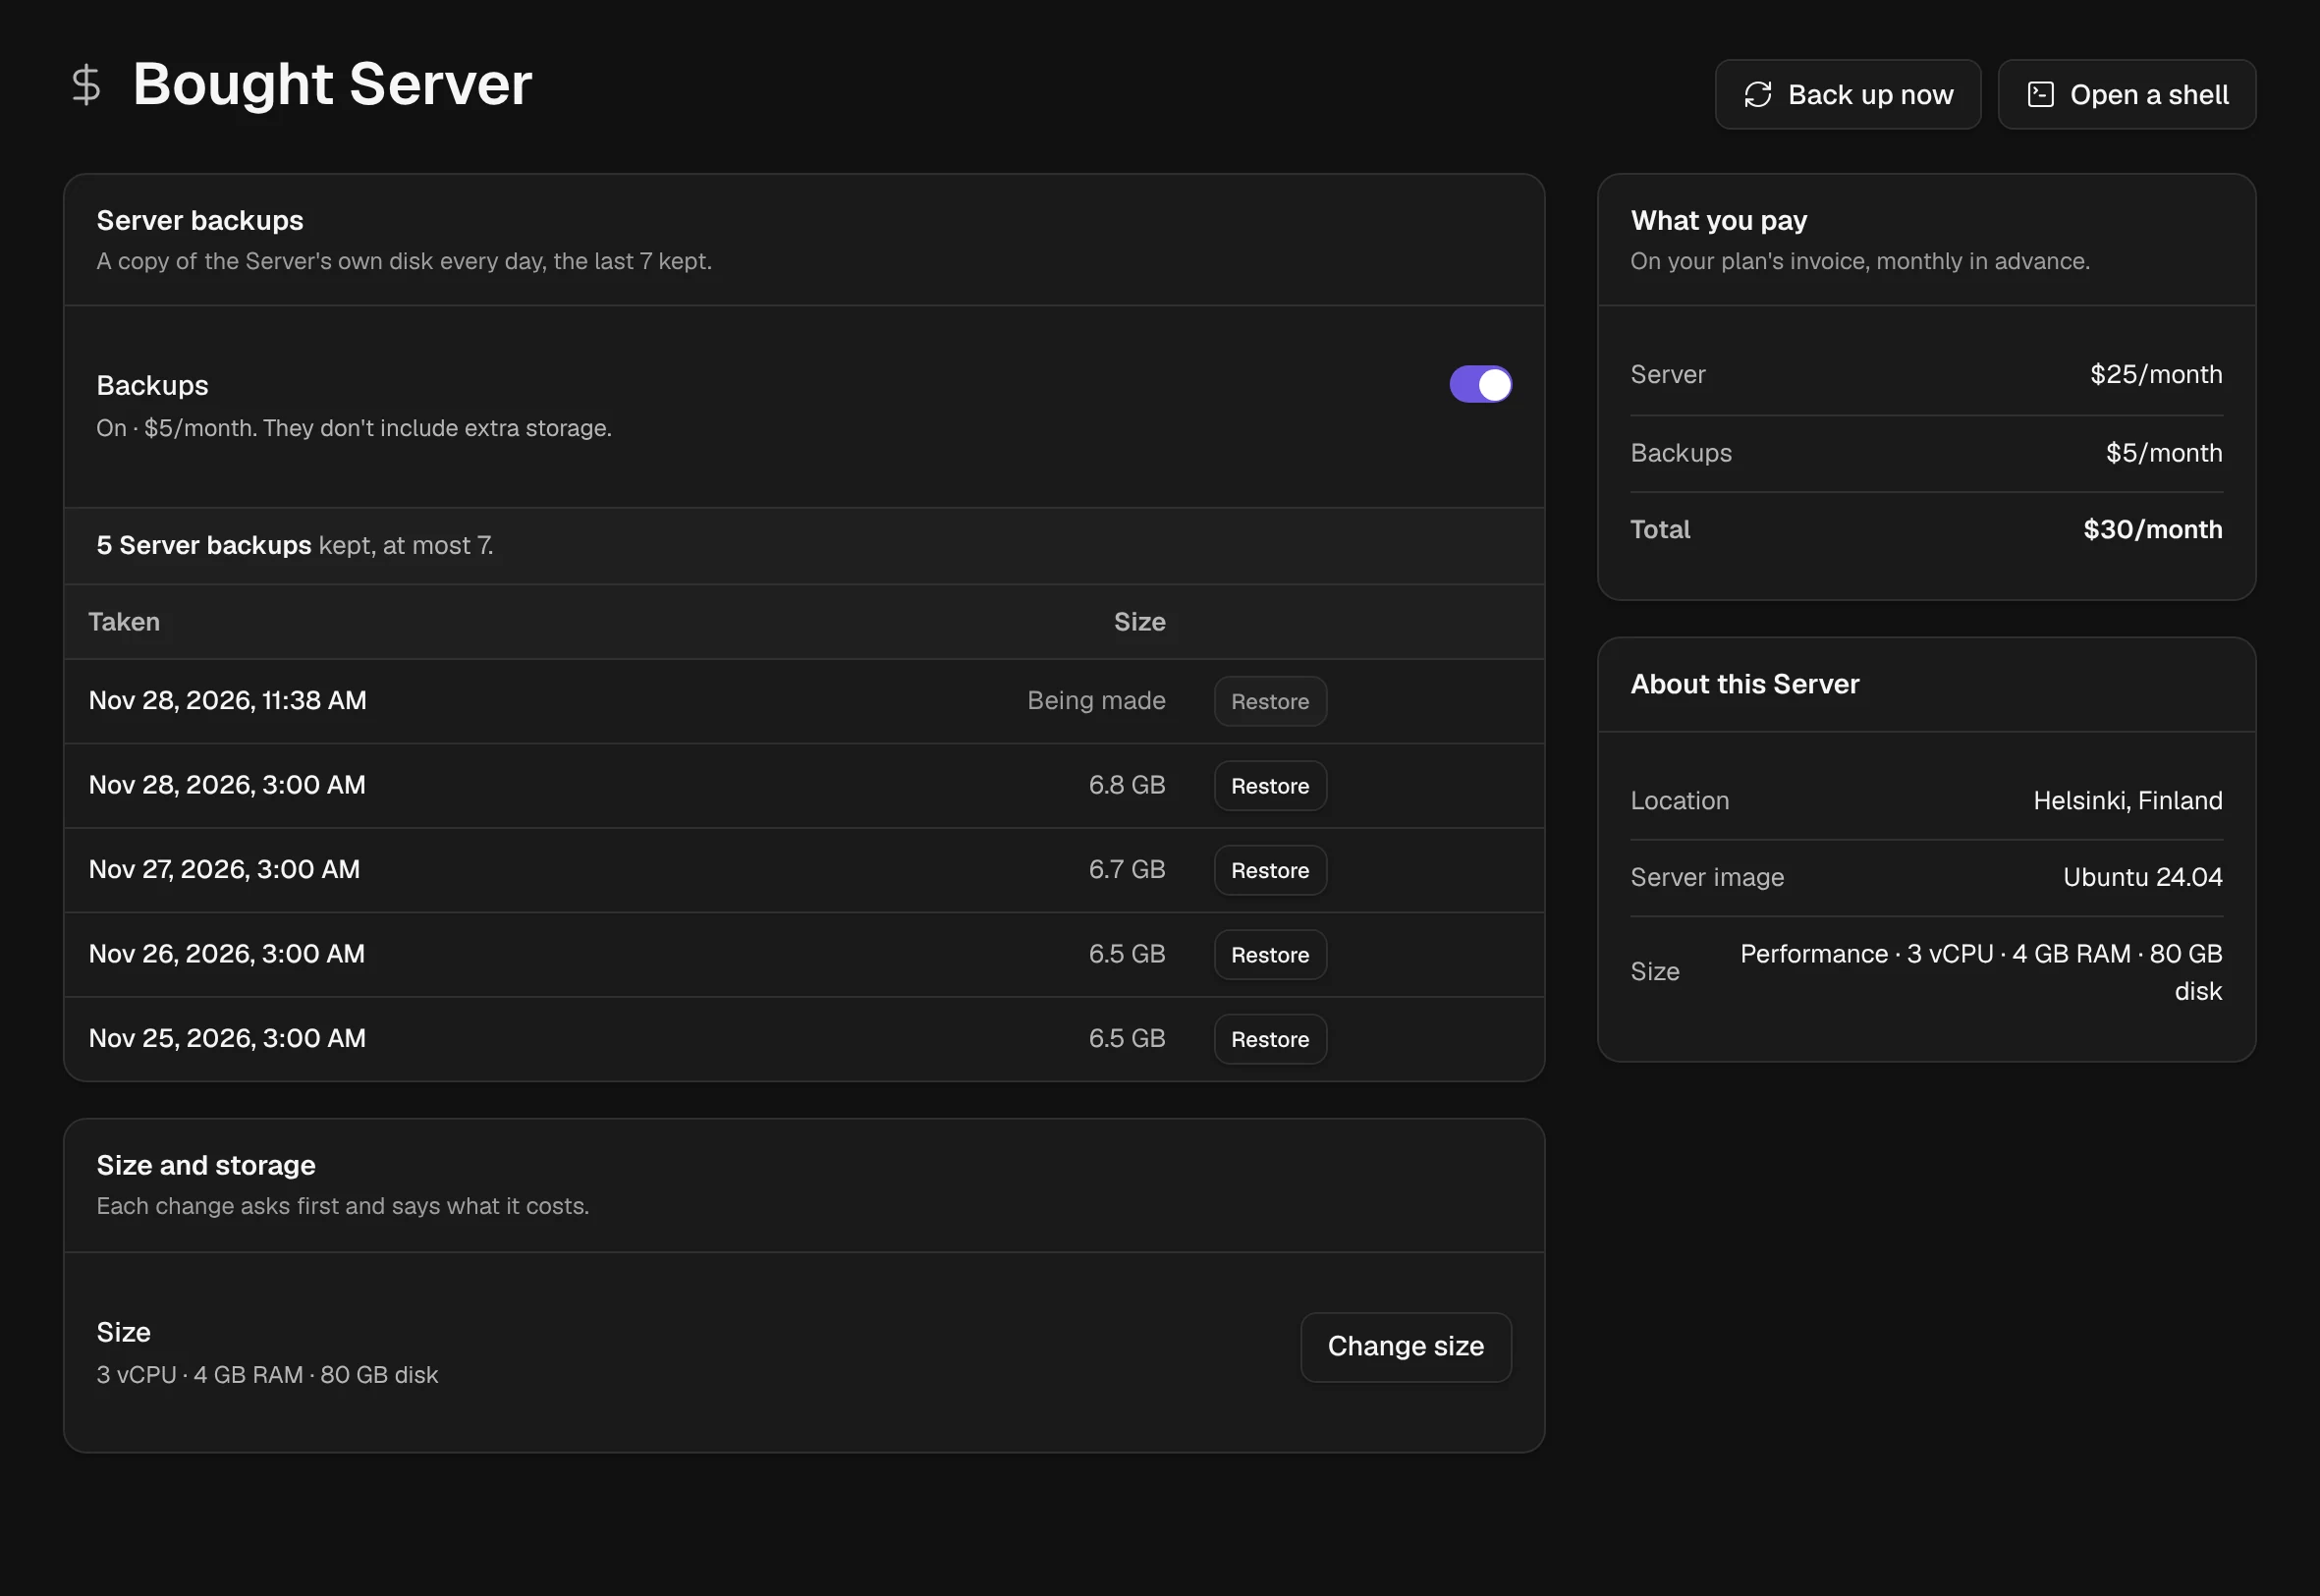 Bought Server
Back up now
Open a shell
Server backups
A copy of the Server's own disk every day, the last 7 kept.
Backups
On · $5/month. They don't include extra storage.
5 Server backups kept, at most 7.
Taken Size
Nov 28, 2026, 11:38 AM Being made Restore
Nov 28, 2026, 3:00 AM 6.8 GB Restore
Nov 27, 2026, 3:00 AM 6.7 GB Restore
Nov 26, 2026, 3:00 AM 6.5 GB Restore
Nov 25, 2026, 3:00 AM 6.5 GB Restore
Size and storage
Each change asks first and says what it costs.
Size
3 vCPU · 4 GB RAM · 80 GB disk
Change size
What you pay
On your plan's invoice, monthly in advance.
Server $25/month
Backups $5/month
Total $30/month
About this Server
Location Helsinki, Finland
Server image Ubuntu 24.04
Size Performance · 3 vCPU · 4 GB RAM · 80 GB
disk